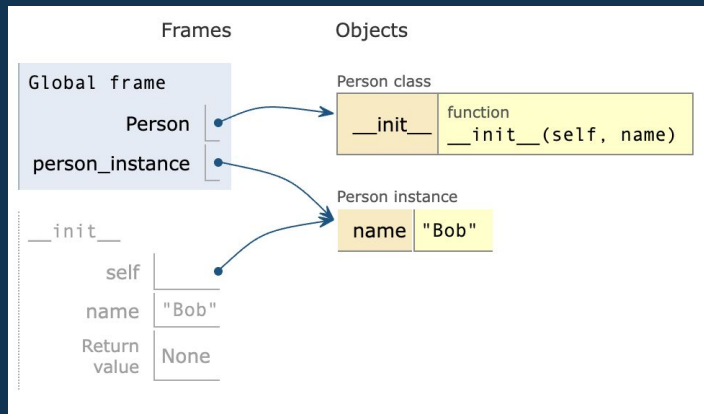 Frames
Objects
Global frame
Person
person_instance
Person class
__init__
function
__init__(self, name)
Person instance
name
"Bob"
__init__
self
name
"Bob"
Return
value
None